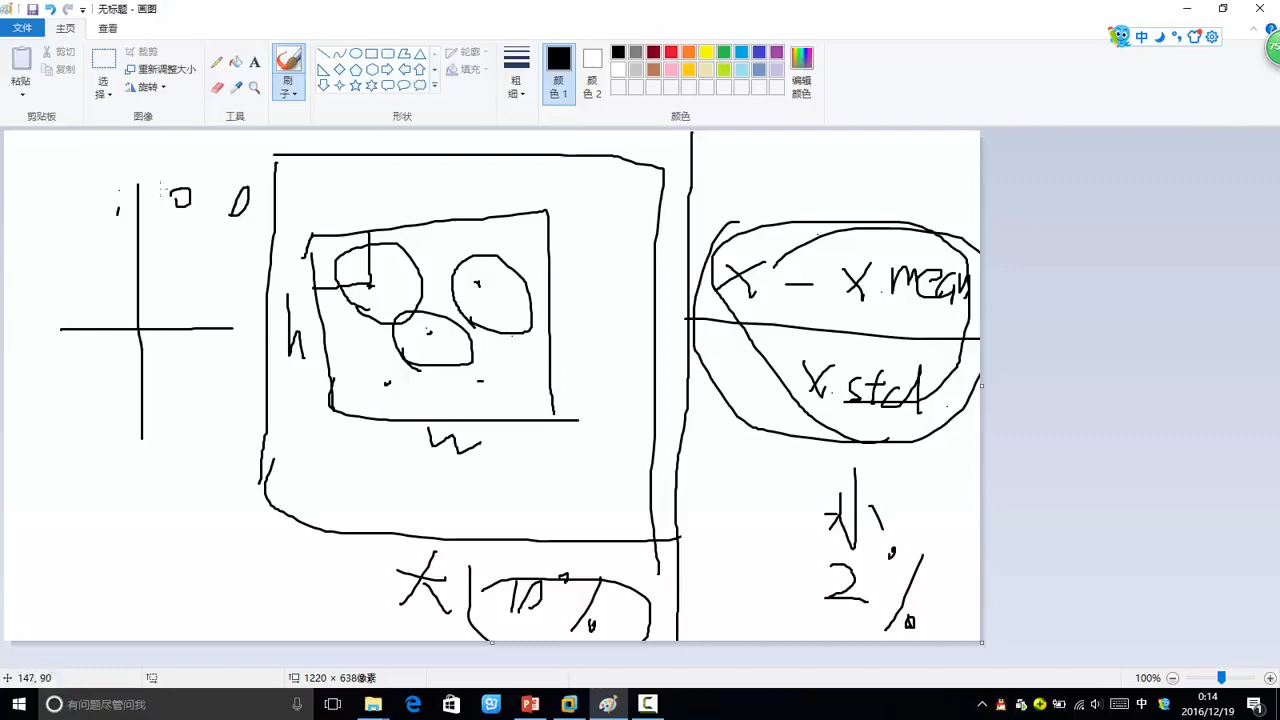 无标题 - 画图
文件 主页 查看
粘贴
剪切
复制
剪贴板
选择
裁剪
重新调整大小
旋转
图像
A
工具
刷子
轮廓
填充
形状
粗细
颜色 1
颜色 2
编辑颜色
颜色
中
75
h
w
x - x.mean
x.std
大 10%
小
2%
147, 90
1220 × 638像素
100%
有问题尽管问我
中
0:14
2016/12/19